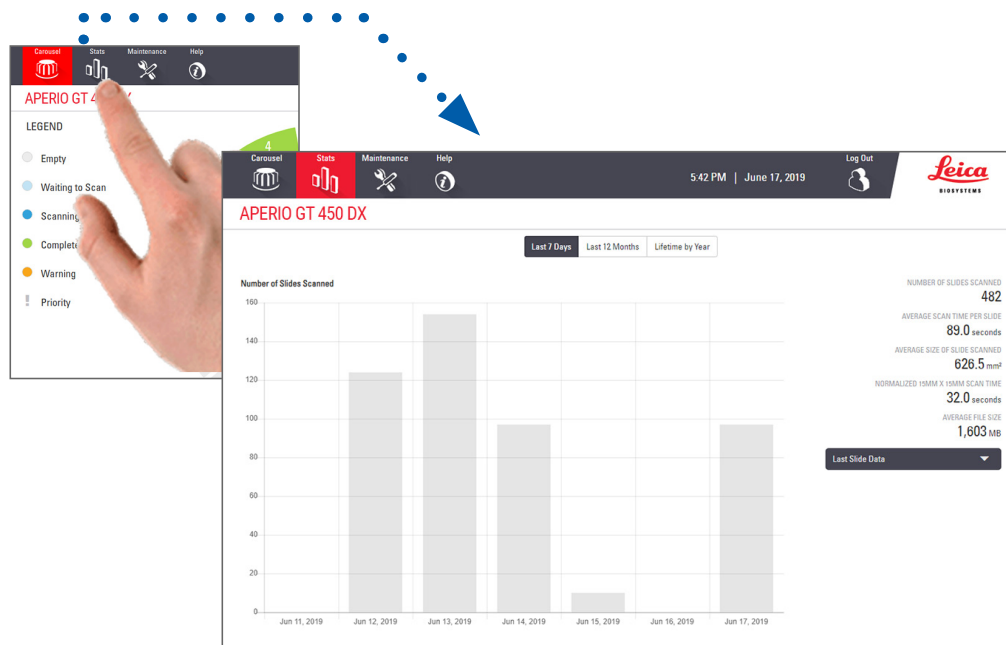 Carousel Stats Maintenance Help
APERIO GT 4
LEGEND
Empty
Waiting to Scan
Scanning
Complete
Warning
! Priority
4
Carousel Stats Maintenance Help
5:42 PM | June 17, 2019
Log Out
Leica
BIOSYSTEMS
APERIO GT 450 DX
Last 7 Days Last 12 Months Lifetime by Year
Number of Slides Scanned
160
140
120
100
80
60
40
20
0
Jun 11, 2019 Jun 12, 2019 Jun 13, 2019 Jun 14, 2019 Jun 15, 2019 Jun 16, 2019 Jun 17, 2019
NUMBER OF SLIDES SCANNED
482
AVERAGE SCAN TIME PER SLIDE
89.0 seconds
AVERAGE SIZE OF SLIDE SCANNED
626.5 mm²
NORMALIZED 15MM X 15MM SCAN TIME
32.0 seconds
AVERAGE FILE SIZE
1,603 MB
Last Slide Data